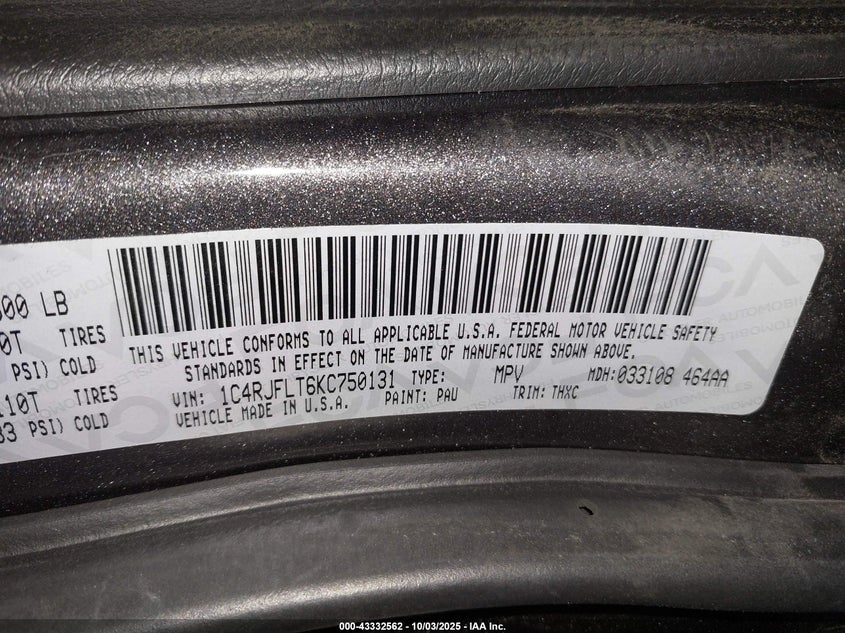 00 LB
0T TIRES
PSI) COLD
110T TIRES
33 PSI) COLD
THIS VEHICLE CONFORMS TO ALL APPLICABLE U.S.A. FEDERAL MOTOR VEHICLE SAFETY
STANDARDS IN EFFECT ON THE DATE OF MANUFACTURE SHOWN ABOVE.
VIN: 1C4RJFLT6KC750131 TYPE: MPV MDH:033108 464AA
VEHICLE MADE IN U.S.A. PAINT: PAU TRIM: THXC
000-43332562 - 10/03/2025 - IAA Inc.